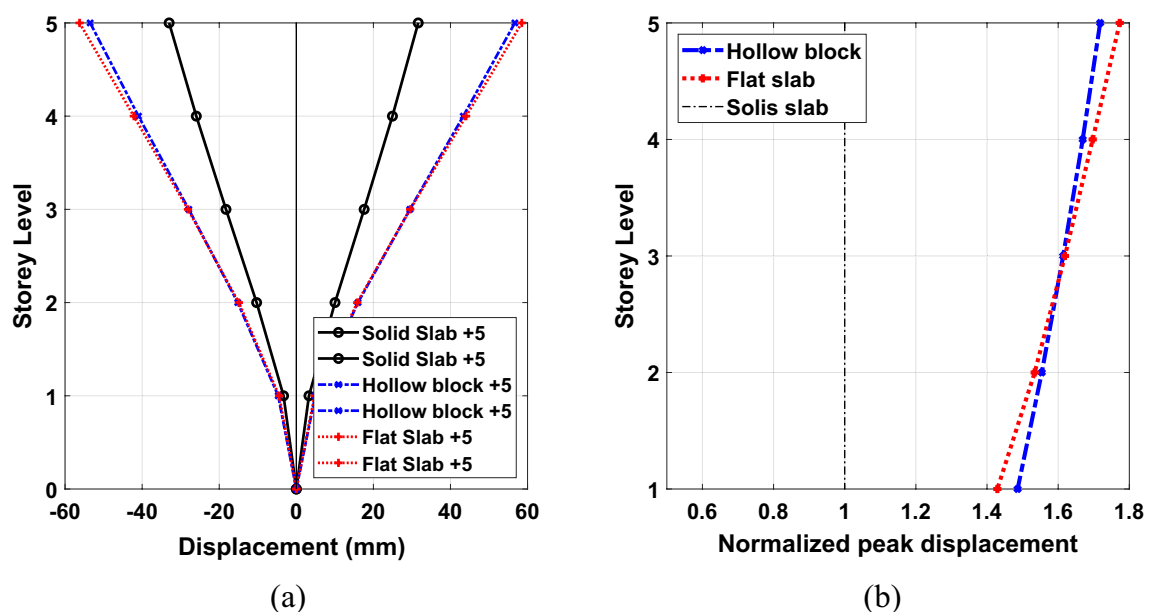 5
4
3
2
1
0
Storey Level
-60
-40
-20
0
20
40
60
Displacement (mm)
Solid Slab +5
Solid Slab +5
Hollow block +5
Hollow block +5
Flat Slab +5
Flat Slab +5
(a)
5
4
3
2
1
Storey Level
0.6
0.8
1
1.2
1.4
1.6
1.8
Normalized peak displacement
Hollow block
Flat slab
Solis slab
(b)